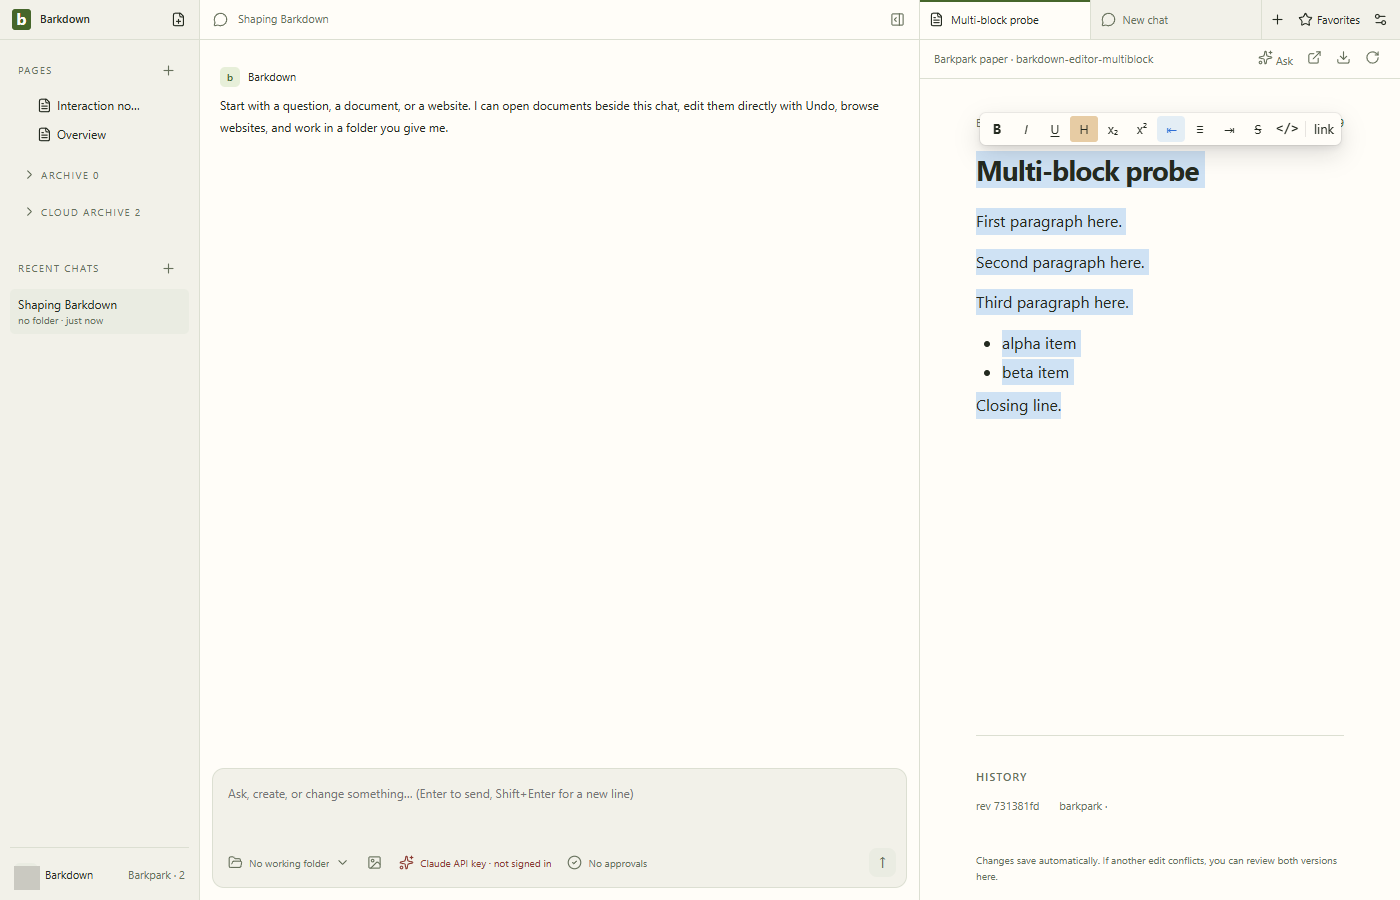 b Barkdown
PAGES
Interaction no...
Overview
ARCHIVE 0
CLOUD ARCHIVE 2
RECENT CHATS
Shaping Barkdown
no folder · just now
Barkdown Barkpark · 2
Shaping Barkdown
b Barkdown
Start with a question, a document, or a website. I can open documents beside this chat, edit them directly with Undo, browse
websites, and work in a folder you give me.
Ask, create, or change something... (Enter to send, Shift+Enter for a new line)
No working folder Claude API key · not signed in No approvals
Multi-block probe New chat Favorites
Barkpark paper · barkdown-editor-multiblock Ask
B I U H x₂ x² S </> link
Multi-block probe
First paragraph here.
Second paragraph here.
Third paragraph here.
• alpha item
• beta item
Closing line.
HISTORY
rev 731381fd barkpark ·
Changes save automatically. If another edit conflicts, you can review both versions
here.